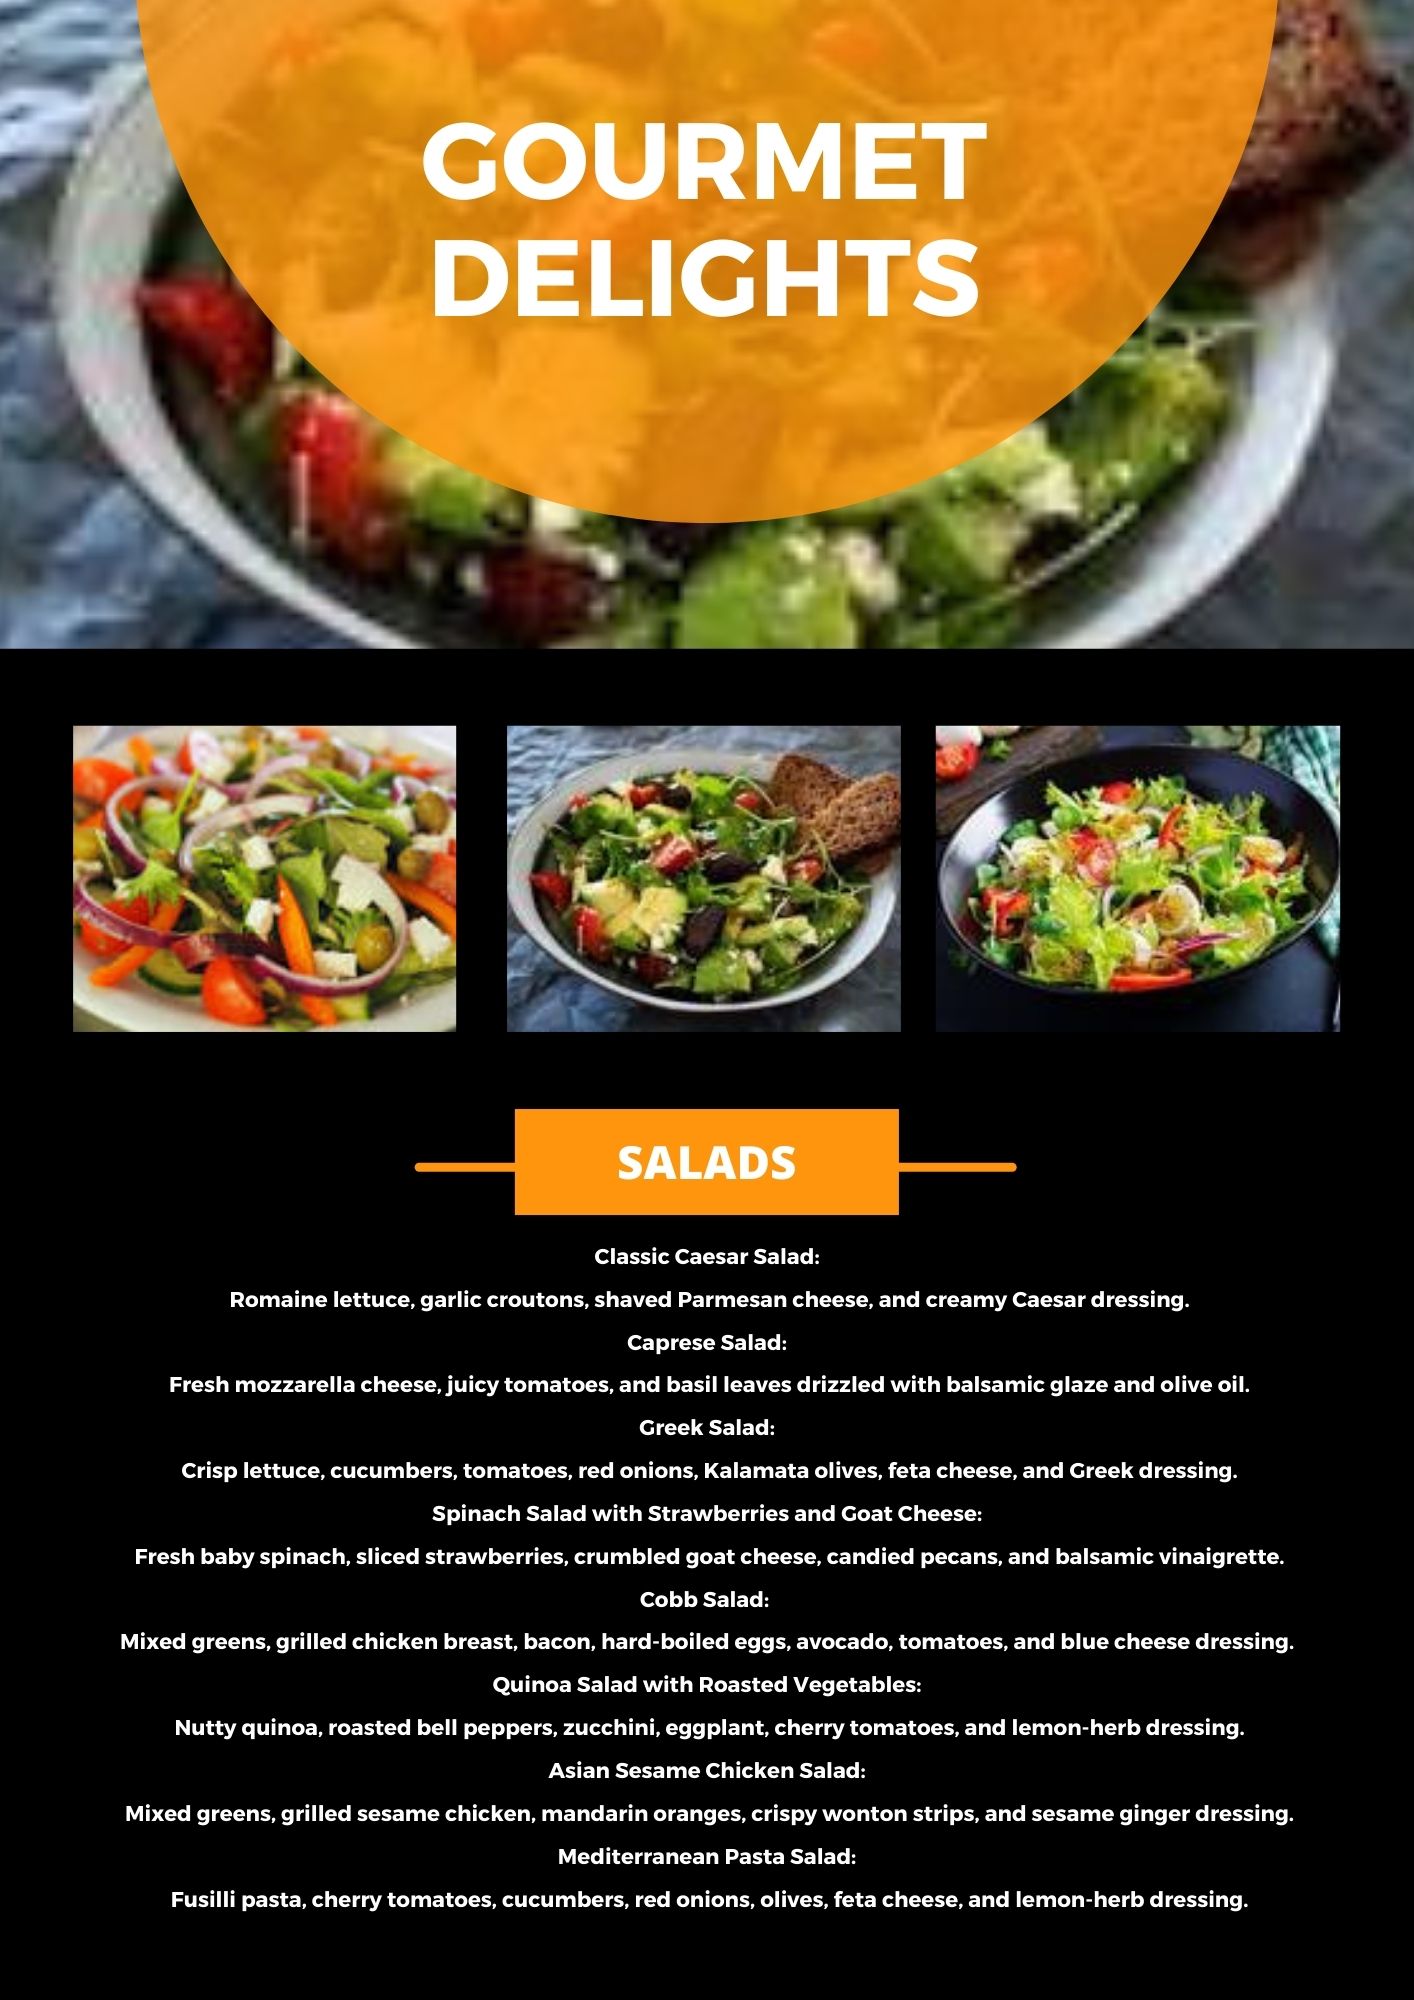 GOURMET
DELIGHTS
SALADS
Classic Caesar Salad:
Romaine lettuce, garlic croutons, shaved Parmesan cheese, and creamy Caesar dressing.
Caprese Salad:
Fresh mozzarella cheese, juicy tomatoes, and basil leaves drizzled with balsamic glaze and olive oil.
Greek Salad:
Crisp lettuce, cucumbers, tomatoes, red onions, Kalamata olives, feta cheese, and Greek dressing.
Spinach Salad with Strawberries and Goat Cheese:
Fresh baby spinach, sliced strawberries, crumbled goat cheese, candied pecans, and balsamic vinaigrette.
Cobb Salad:
Mixed greens, grilled chicken breast, bacon, hard-boiled eggs, avocado, tomatoes, and blue cheese dressing.
Quinoa Salad with Roasted Vegetables:
Nutty quinoa, roasted bell peppers, zucchini, eggplant, cherry tomatoes, and lemon-herb dressing.
Asian Sesame Chicken Salad:
Mixed greens, grilled sesame chicken, mandarin oranges, crispy wonton strips, and sesame ginger dressing.
Mediterranean Pasta Salad:
Fusilli pasta, cherry tomatoes, cucumbers, red onions, olives, feta cheese, and lemon-herb dressing.